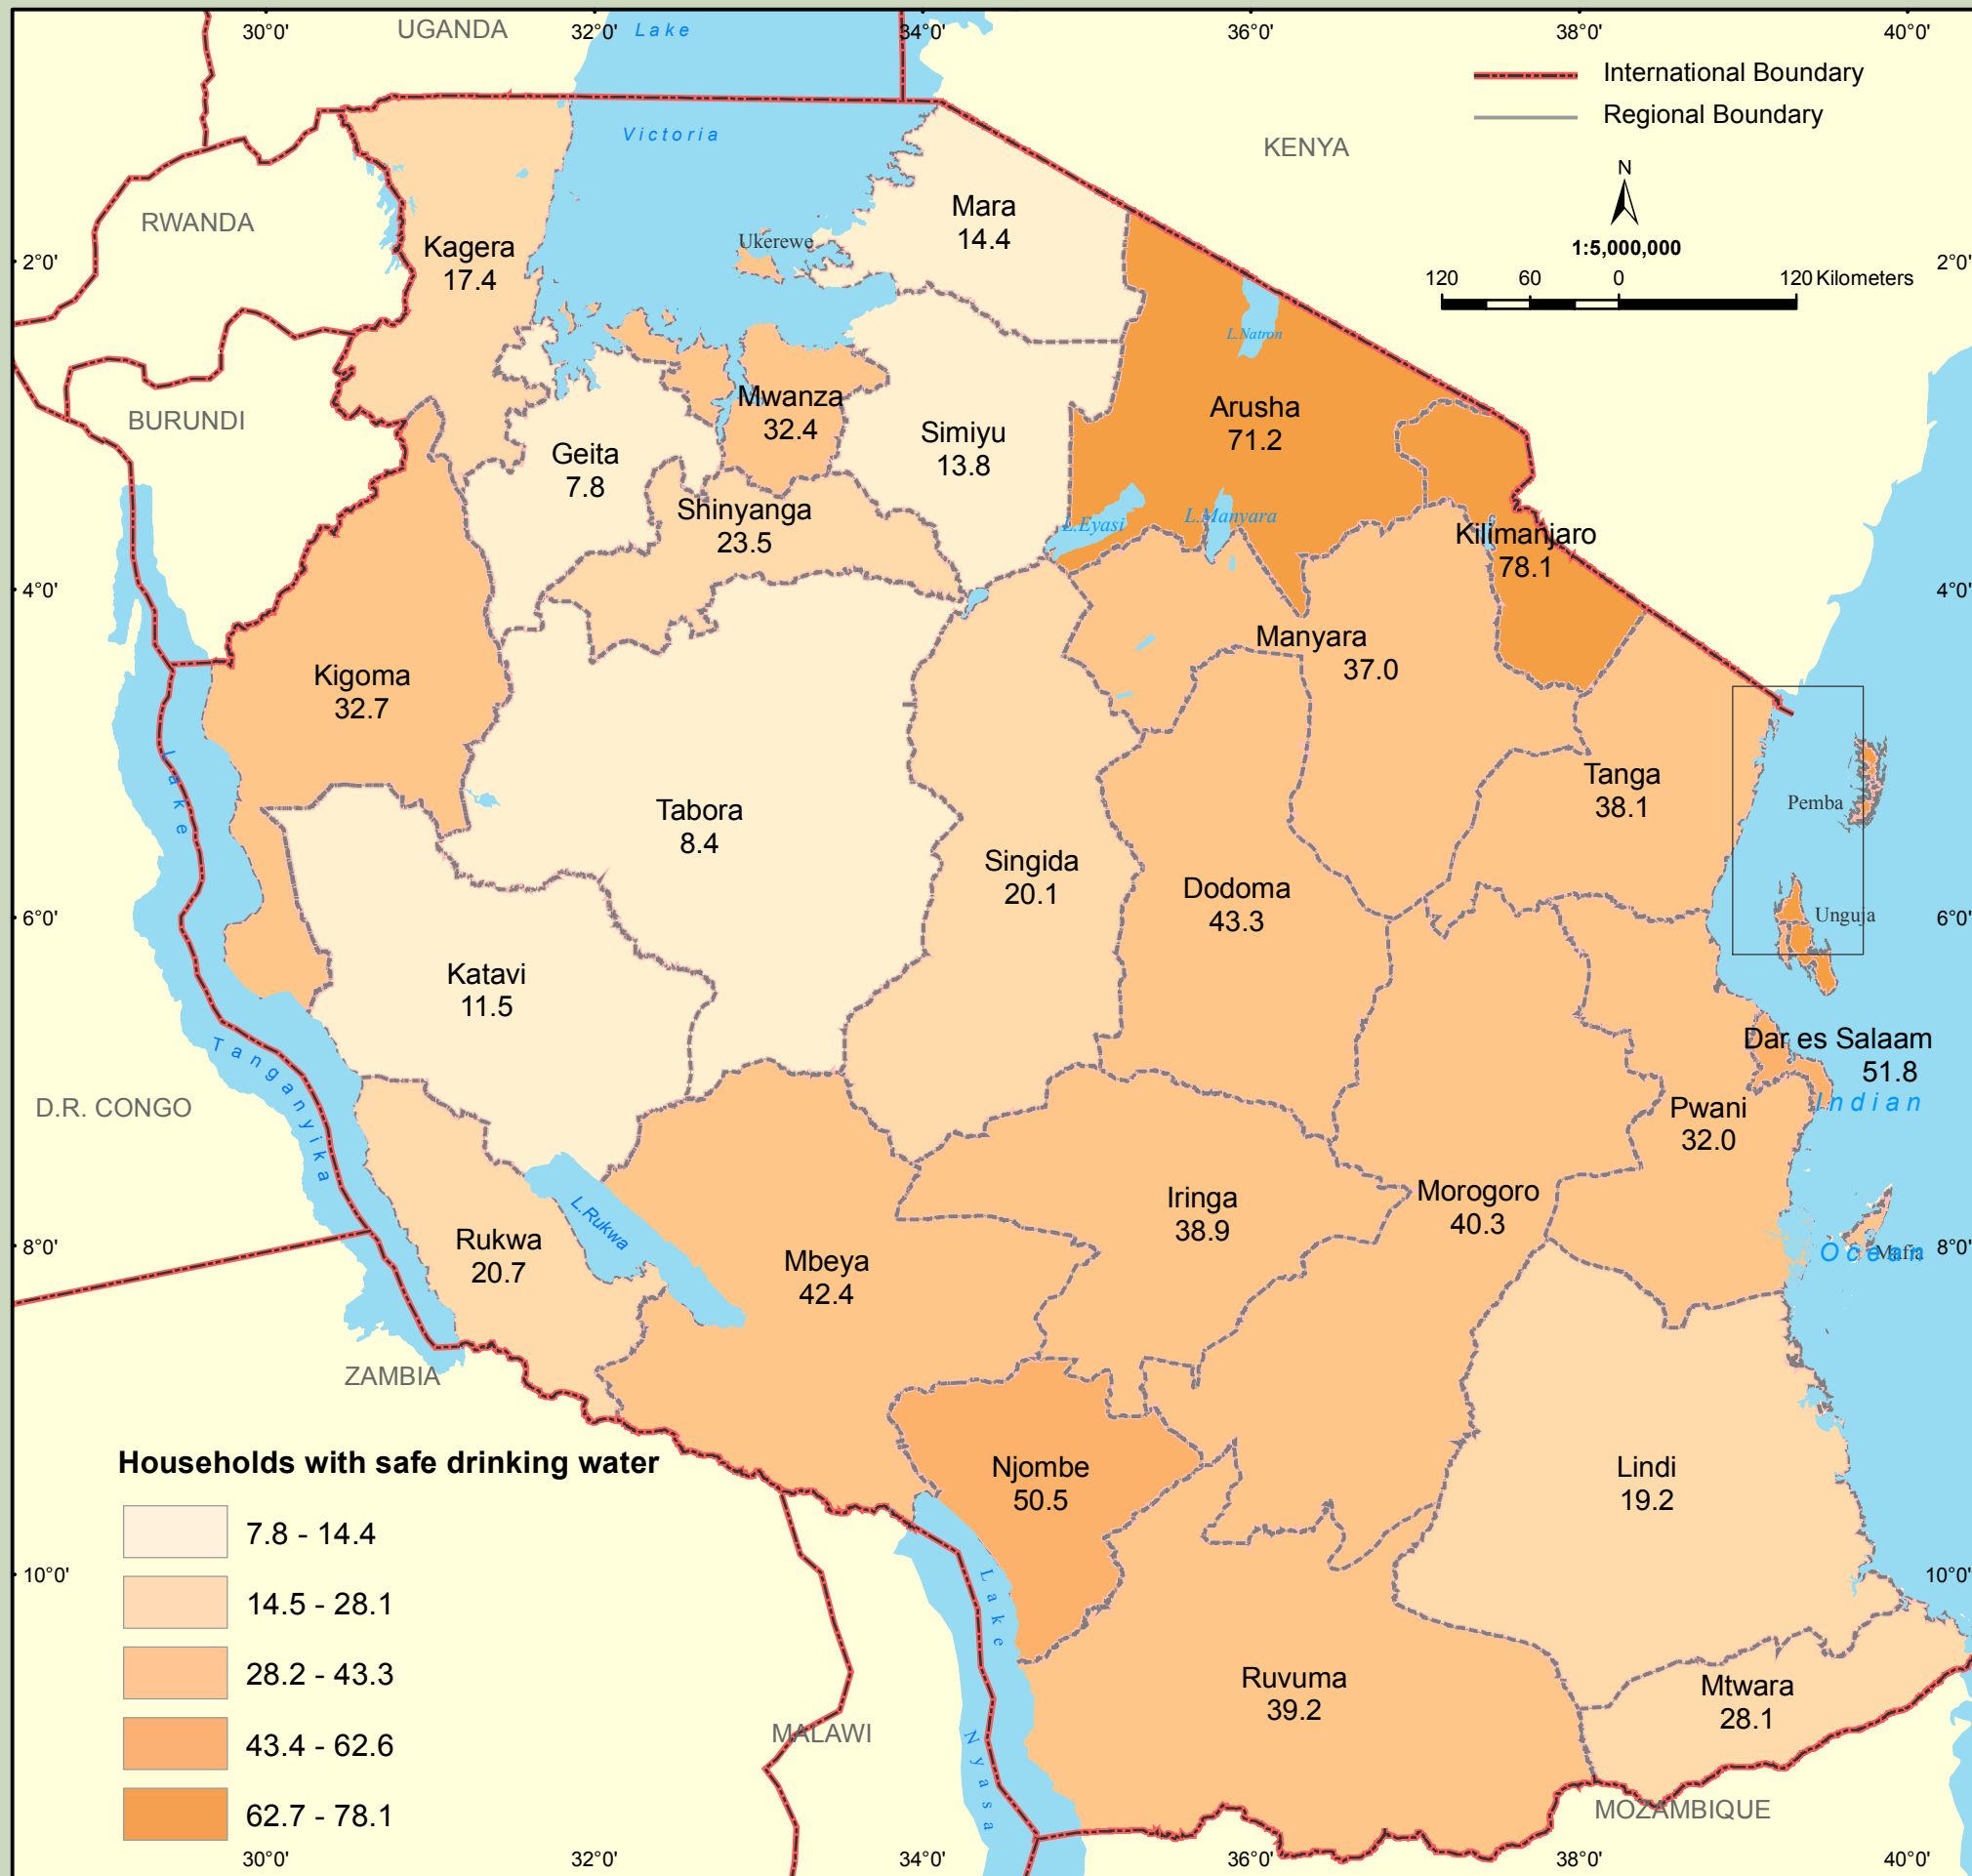 30°0'
UGANDA
32°0'
Lake
34°0'
36°0'
38°0'
40°0'
International Boundary
Regional Boundary
Victoria
KENYA
N
1:5,000,000
120 60 0 120 Kilometers
RWANDA
Mara
14.4
Kagera
17.4
Ukerewe
2°0'
2°0'
L.Natron
BURUNDI
Mwanza
32.4
Arusha
71.2
Simiyu
13.8
Geita
7.8
Shinyanga
23.5
L.Eyasi
L.Manyara
Kilimanjaro
78.1
4°0'
4°0'
Manyara
37.0
Kigoma
32.7
Lake
Tanga
38.1
Pemba
Tabora
8.4
Singida
20.1
Dodoma
43.3
6°0'
Unguja
6°0'
Katavi
11.5
Tanganyika
Dar es Salaam
51.8
Indian
D.R. CONGO
Pwani
32.0
L.Rukwa
Iringa
38.9
Morogoro
40.3
Rukwa
20.7
Mbeya
42.4
8°0'
Ocean
Mafia
8°0'
ZAMBIA
Households with safe drinking water
7.8 - 14.4
14.5 - 28.1
28.2 - 43.3
43.4 - 62.6
62.7 - 78.1
Njombe
50.5
Lindi
19.2
10°0'
10°0'
Lake
Nyasa
Ruvuma
39.2
Mtwara
28.1
MALAWI
MOZAMBIQUE
30°0'
32°0'
34°0'
36°0'
38°0'
40°0'